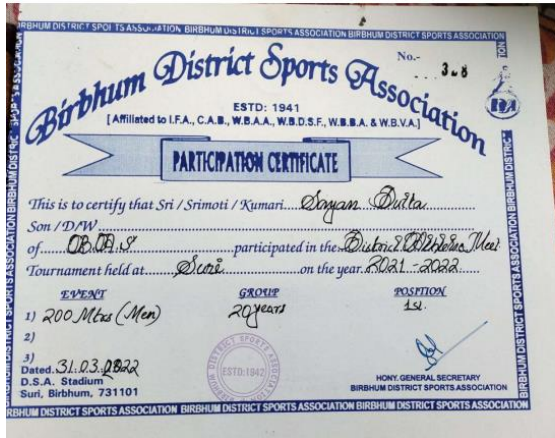 BIRBHUM DISTRICT SPORTS ASSOCIATION BIRBHUM DISTRICT SPORTS ASSOCIATION
No.- 308
Birbhum District Sports Association
ESTD: 1941
[Affiliated to I.F.A., C.A.B., W.B.A.A., W.B.D.S.F., W.B.B.A. & W.B.V.A.]
PARTICIPATION CERTIFICATE
This is to certify that Sri / Srimoti / Kumari Sayan Dutta
Son / D/W
of participated in the District Athletic Meet
Tournament held at Suri on the year 2021-2022
EVENT GROUP POSITION
1) 200 Mtrs (Men) 20 years 1st.
2)
3)
Dated 31.03.2022
D.S.A. Stadium
Suri, Birbhum, 731101
DISTRICT SPORTS
ESTD:1942
HONY. GENERAL SECRETARY
BIRBHUM DISTRICT SPORTS ASSOCIATION
BIRBHUM DISTRICT SPORTS ASSOCIATION BIRBHUM DISTRICT SPORTS ASSOCIATION BIRBHUM DISTRICT SPORTS ASSOCIATION